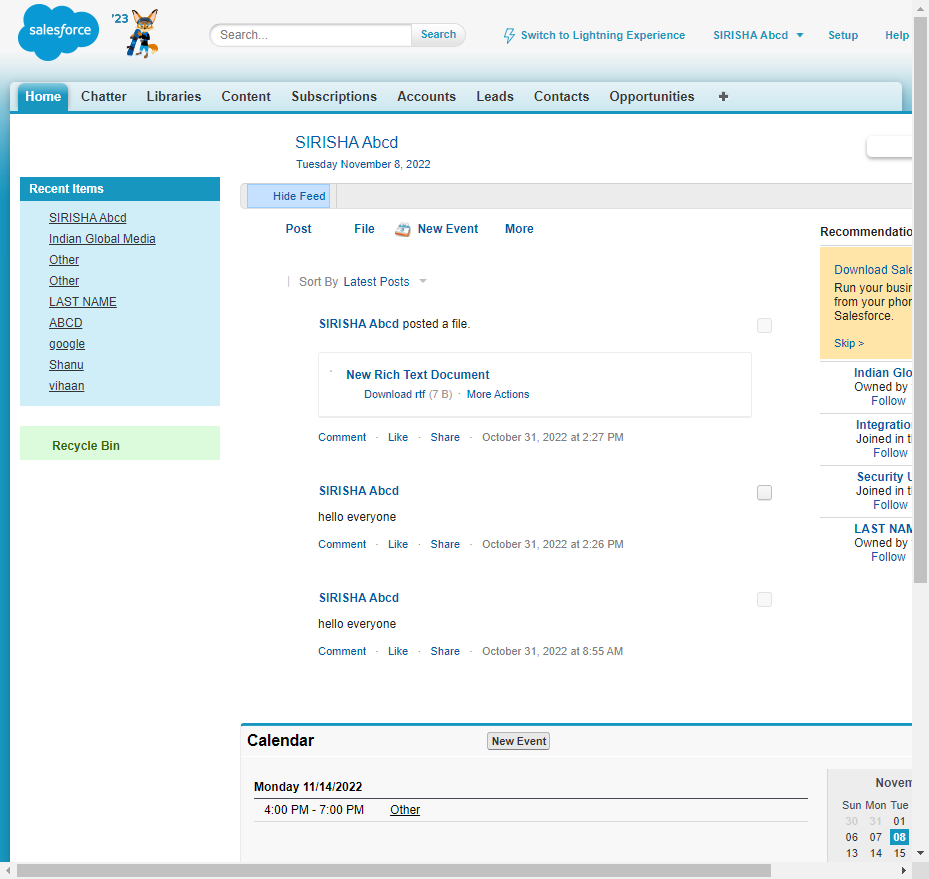 salesforce
'23
Search...
Search
Switch to Lightning Experience
SIRISHA Abcd
Setup
Help
Home
Chatter
Libraries
Content
Subscriptions
Accounts
Leads
Contacts
Opportunities
+
SIRISHA Abcd
Tuesday November 8, 2022
Recent Items
SIRISHA Abcd
Indian Global Media
Other
Other
LAST NAME
ABCD
google
Shanu
vihaan
Recycle Bin
Hide Feed
Post
File
New Event
More
Sort By Latest Posts
SIRISHA Abcd posted a file.
New Rich Text Document
Download rtf (7 B) · More Actions
Comment · Like · Share · October 31, 2022 at 2:27 PM
SIRISHA Abcd
hello everyone
Comment · Like · Share · October 31, 2022 at 2:26 PM
SIRISHA Abcd
hello everyone
Comment · Like · Share · October 31, 2022 at 8:55 AM
Recommendatio
Download Sale
Run your busin
from your phon
Salesforce.
Skip >
Indian Glo
Owned by
Follow
Integratio
Joined in t
Follow
Security U
Joined in t
Follow
LAST NAM
Owned by
Follow
Calendar
New Event
Monday 11/14/2022
4:00 PM - 7:00 PM Other
Novem
Sun Mon Tue
30 31 01
06 07 08
13 14 15